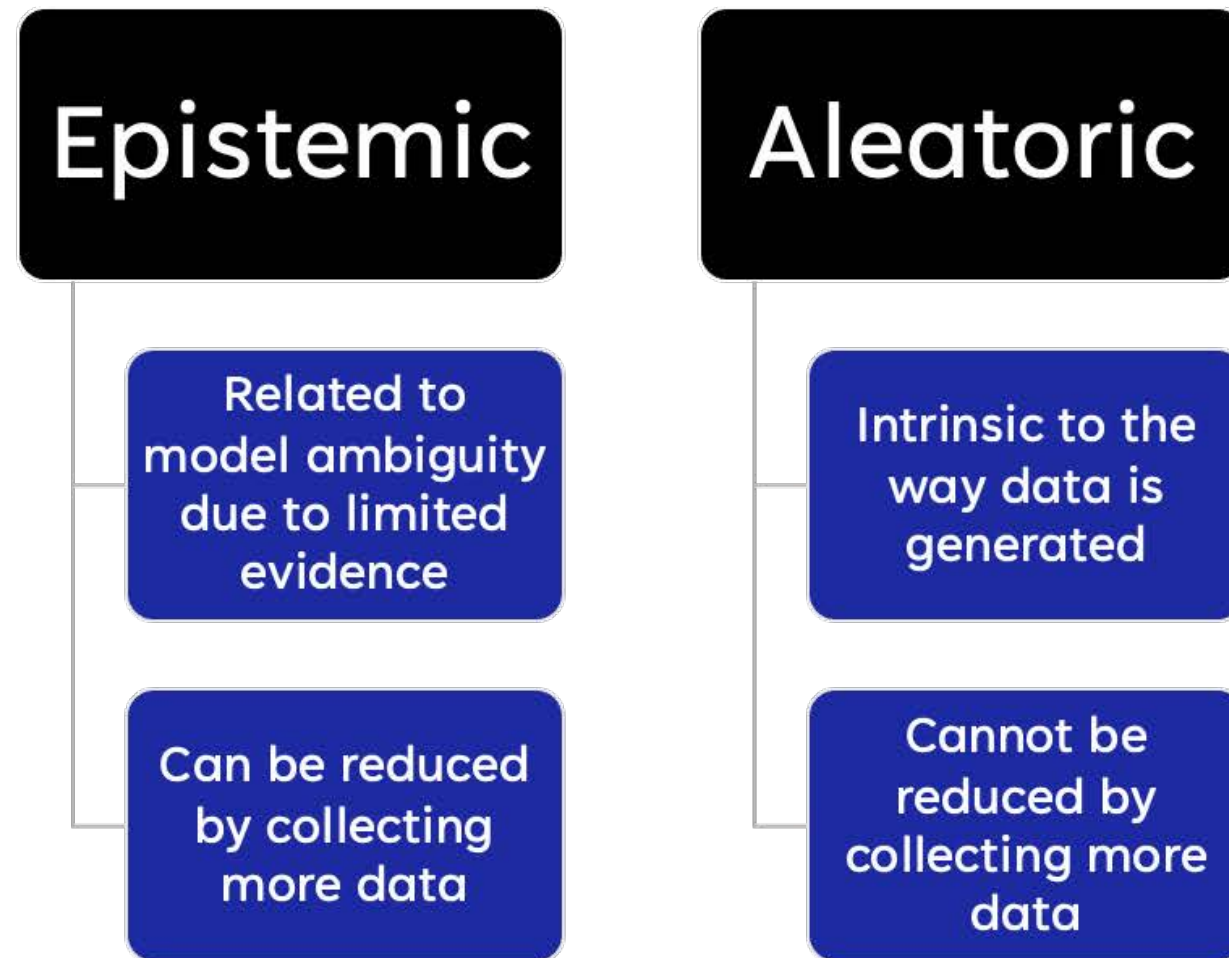 Epistemic
Related to
model ambiguity
due to limited
evidence
Can be reduced
by collecting
more data
Aleatoric
Intrinsic to the
way data is
generated
Cannot be
reduced by
collecting more
data